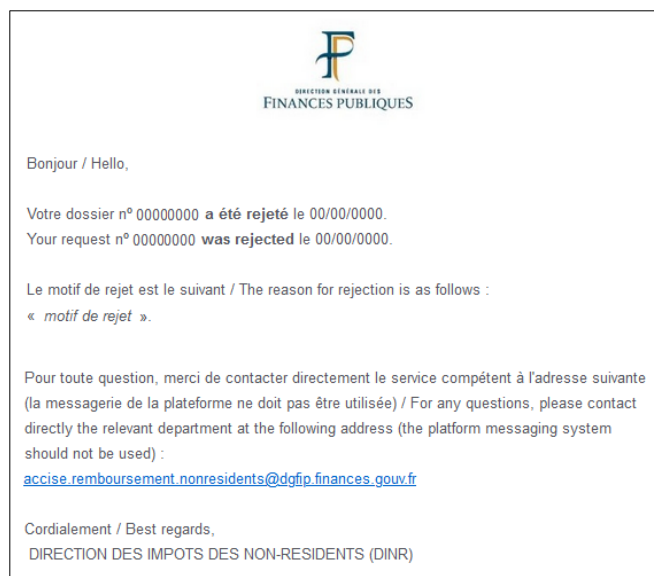 DIRECTION GÉNÉRALE DES
FINANCES PUBLIQUES
Bonjour / Hello,
Votre dossier nº 00000000 a été rejeté le 00/00/0000.
Your request nº 00000000 was rejected le 00/00/0000.
Le motif de rejet est le suivant / The reason for rejection is as follows :
« motif de rejet ».
Pour toute question, merci de contacter directement le service compétent à l'adresse suivante
(la messagerie de la plateforme ne doit pas être utilisée) / For any questions, please contact
directly the relevant department at the following address (the platform messaging system
should not be used) :
accise.remboursement.nonresidents@dgfip.finances.gouv.fr
Cordialement / Best regards,
DIRECTION DES IMPOTS DES NON-RESIDENTS (DINR)